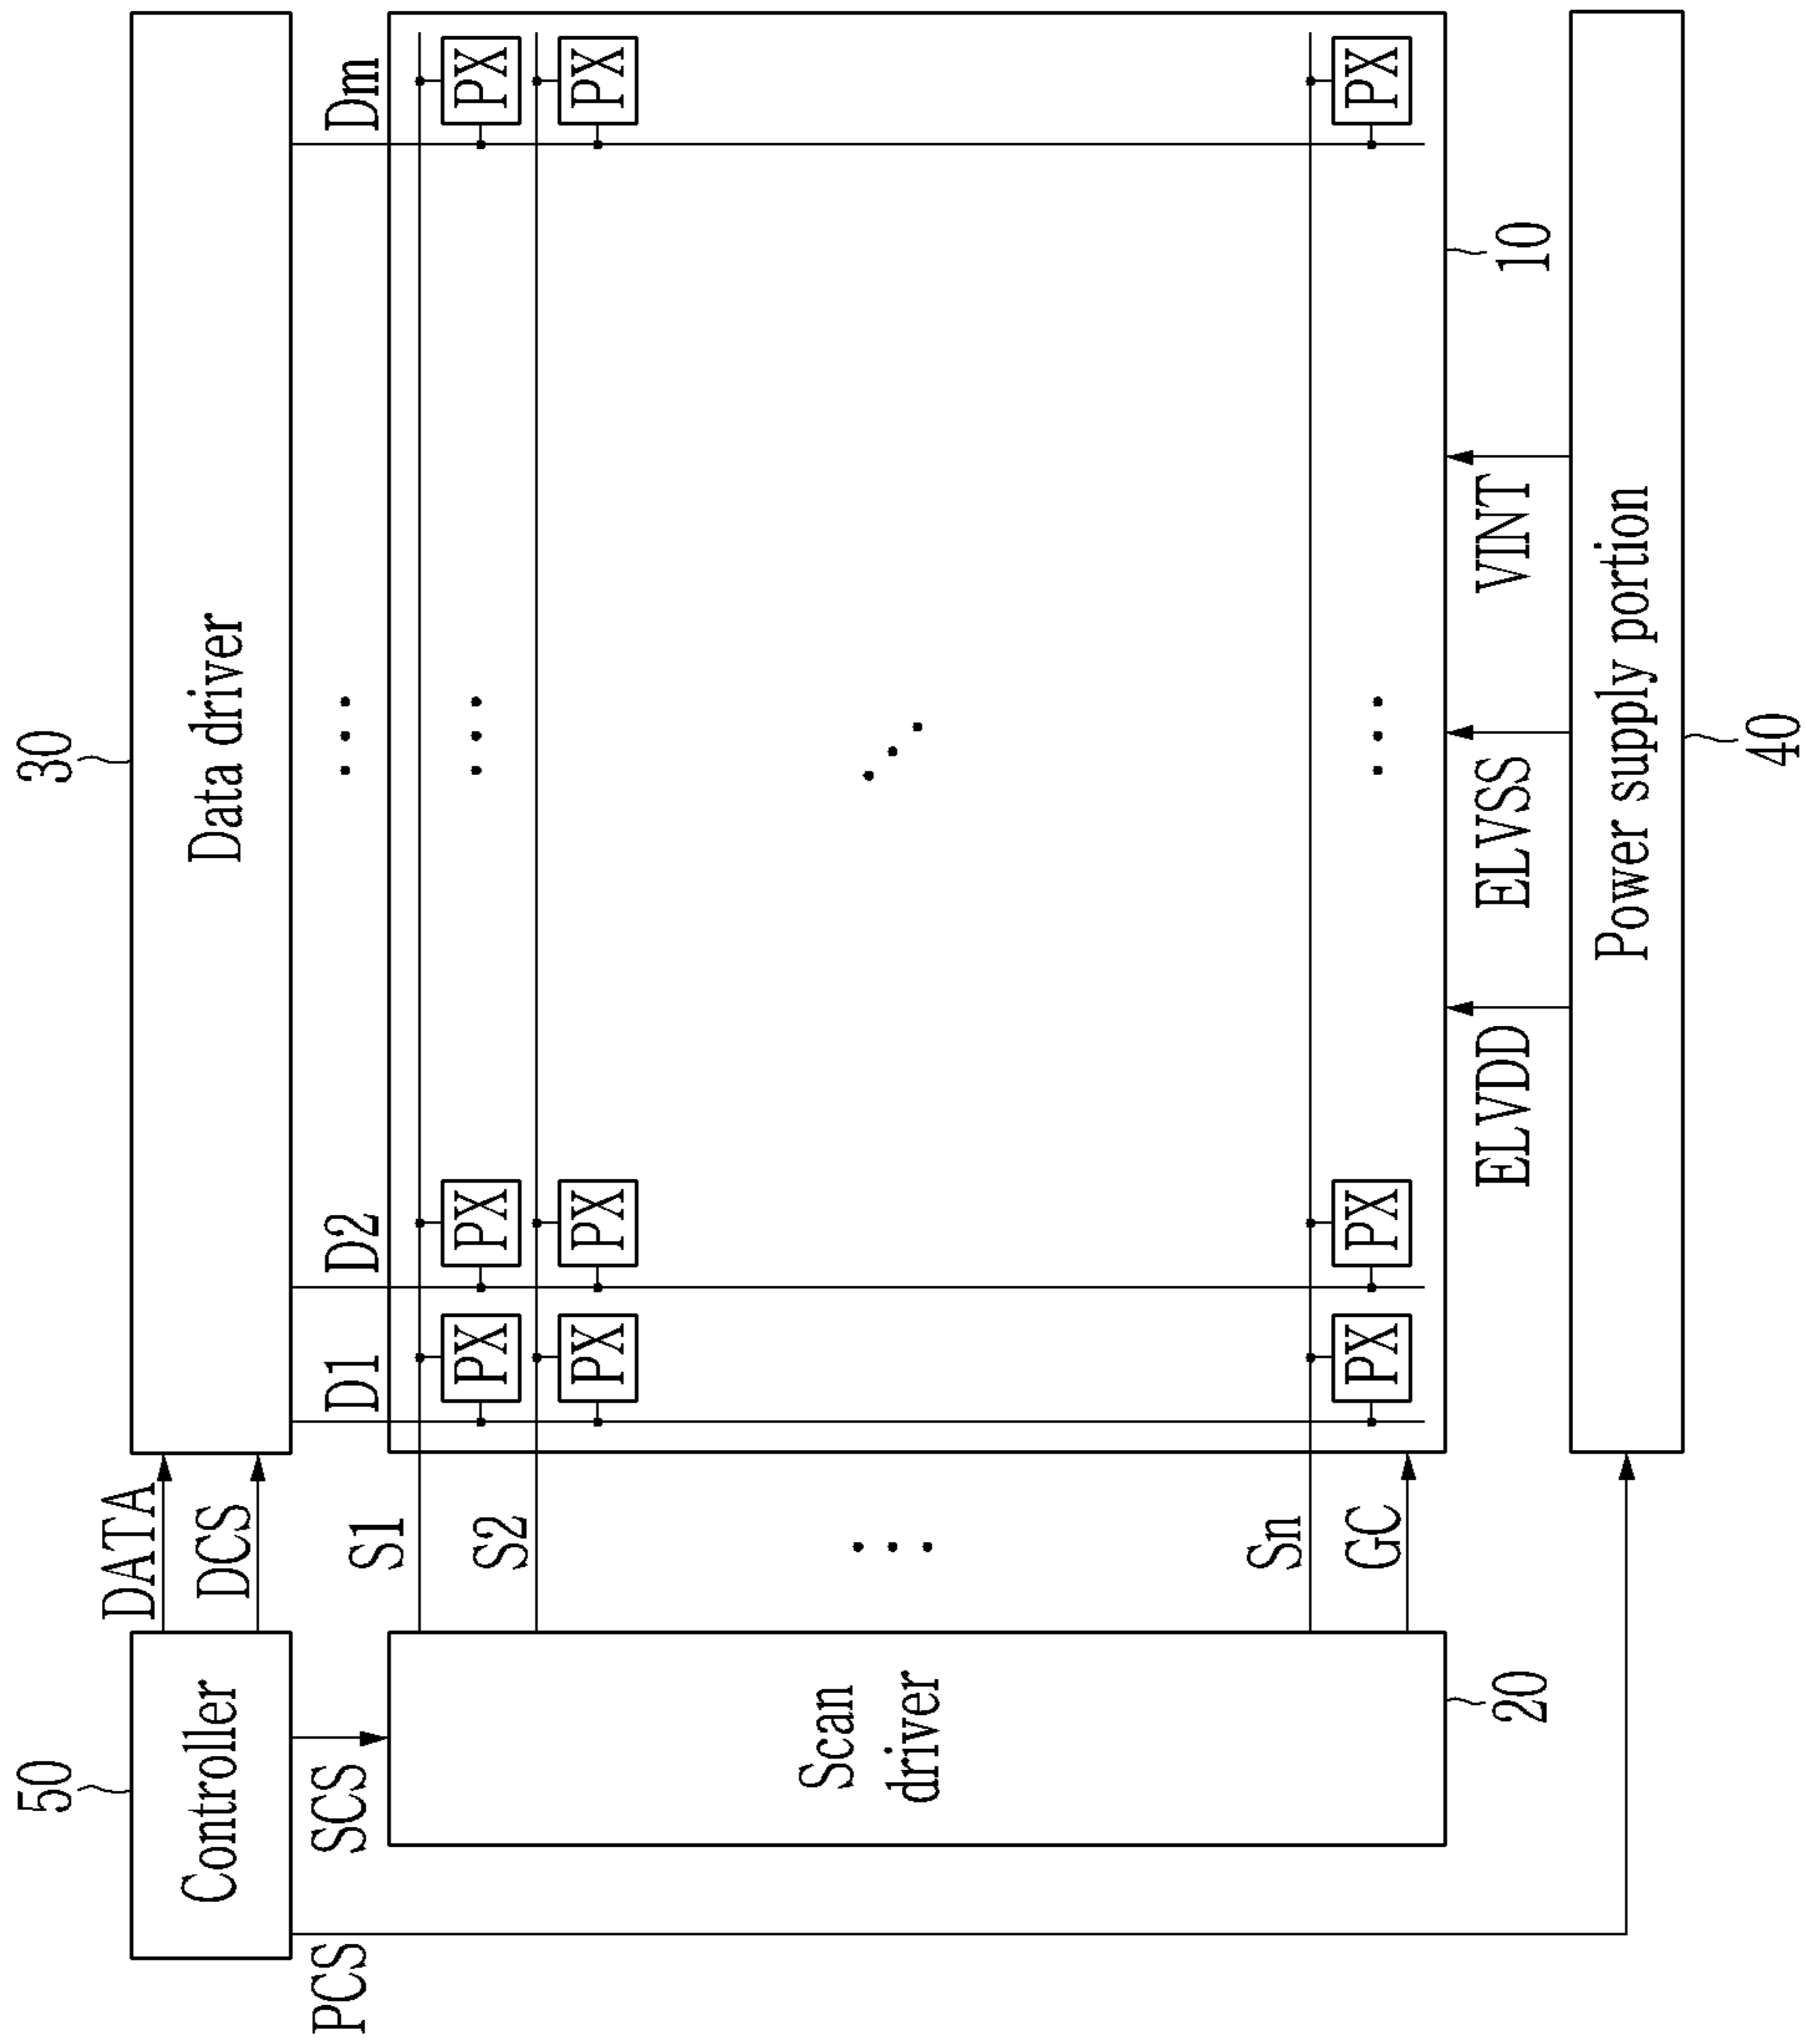 50
30
Controller
DATA
DCS
Data driver
PCS
SCS
D1
D2
Dm
S1
PX
PX
PX
S2
PX
PX
PX
Scan
driver
Sn
PX
PX
PX
GC
20
ELVDD
ELVSS
VINT
10
Power supply portion
40